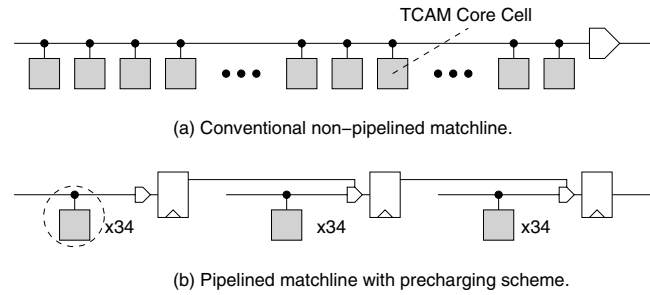 TCAM Core Cell
(a) Conventional non−pipelined matchline.
x34 x34 x34
(b) Pipelined matchline with precharging scheme.